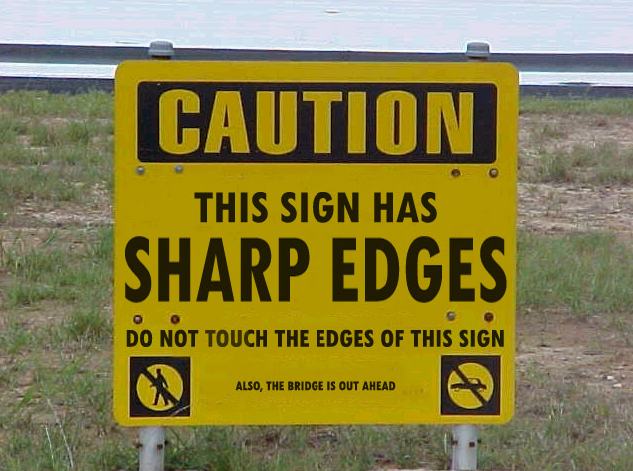 CAUTION
THIS SIGN HAS
SHARP EDGES
DO NOT TOUCH THE EDGES OF THIS SIGN
ALSO, THE BRIDGE IS OUT AHEAD